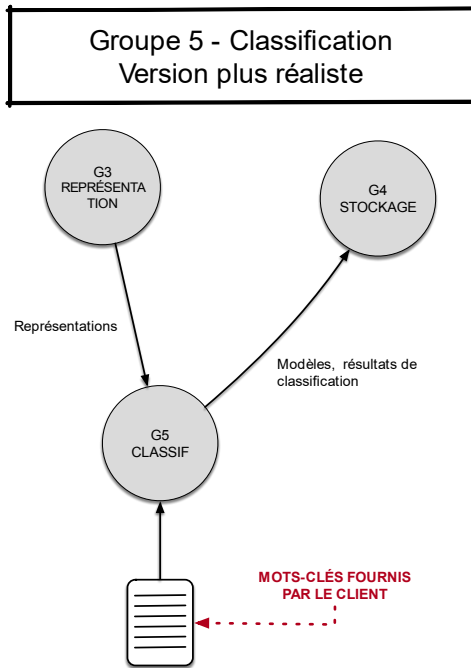 Groupe 5 - Classification
Version plus réaliste
G3
REPRÉSENTA
TION
G4
STOCKAGE
Représentations
Modèles, résultats de
classification
G5
CLASSIF
MOTS-CLÉS FOURNIS
PAR LE CLIENT